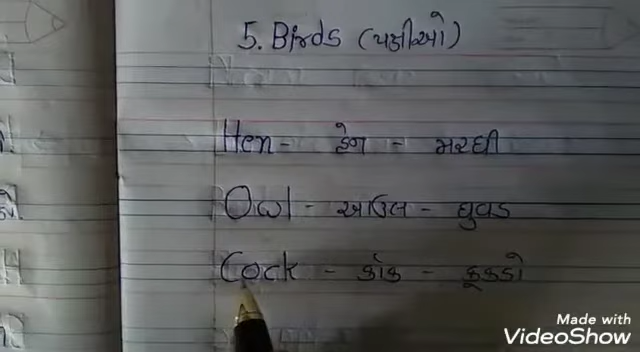 5. Birds (પક્ષીઓ)
Hen - હેન - મરઘી
Owl - આઉલ - ઘુવડ
Cock - કૉક - કૂકડો
Made with
VideoShow